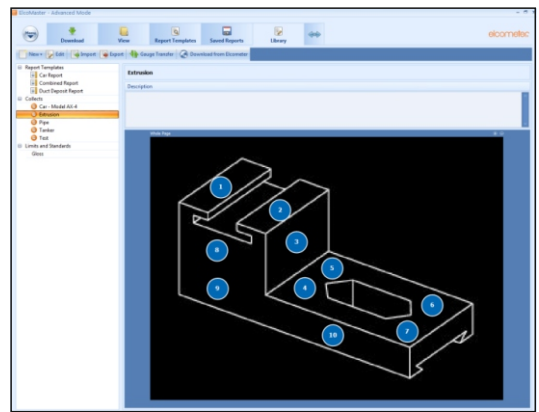 ElcoMaster - Advanced Mode
Download View Report Templates Saved Reports Library
elcometer
New Edit Import Export Gauge Transfer Download from Elcometer
Report Templates
Car Report
Combined Report
Duct Deposit Report
Collects
Car - Model AX-4
Extrusion
Pipe
Tanker
Test
Limits and Standards
Gloss
Extrusion
Description
Whole Page
1
2
3
8
5
4
9
6
7
10